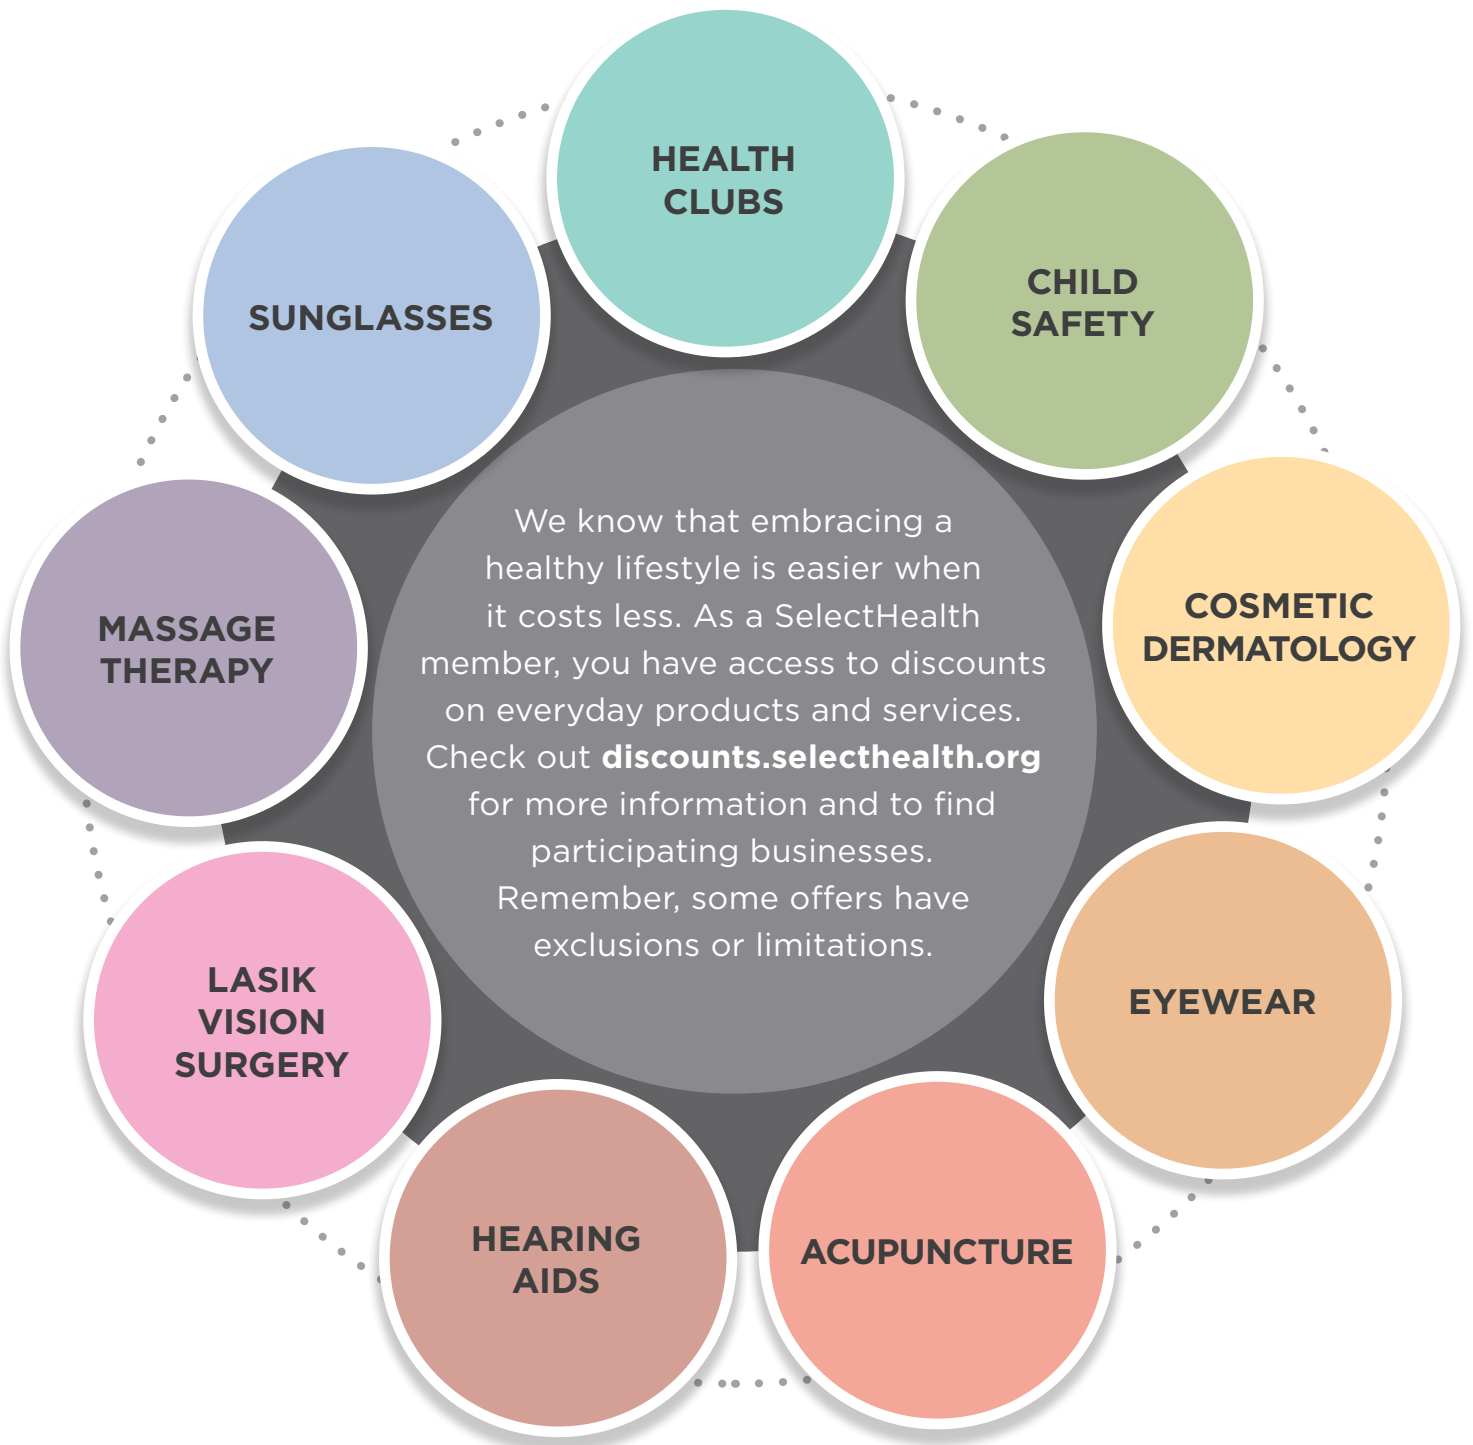 HEALTH
CLUBS
CHILD
SAFETY
COSMETIC
DERMATOLOGY
EYEWEAR
ACUPUNCTURE
HEARING
AIDS
LASIK
VISION
SURGERY
MASSAGE
THERAPY
SUNGLASSES
We know that embracing a
healthy lifestyle is easier when
it costs less. As a SelectHealth
member, you have access to discounts
on everyday products and services.
Check out discounts.selecthealth.org
for more information and to find
participating businesses.
Remember, some offers have
exclusions or limitations.